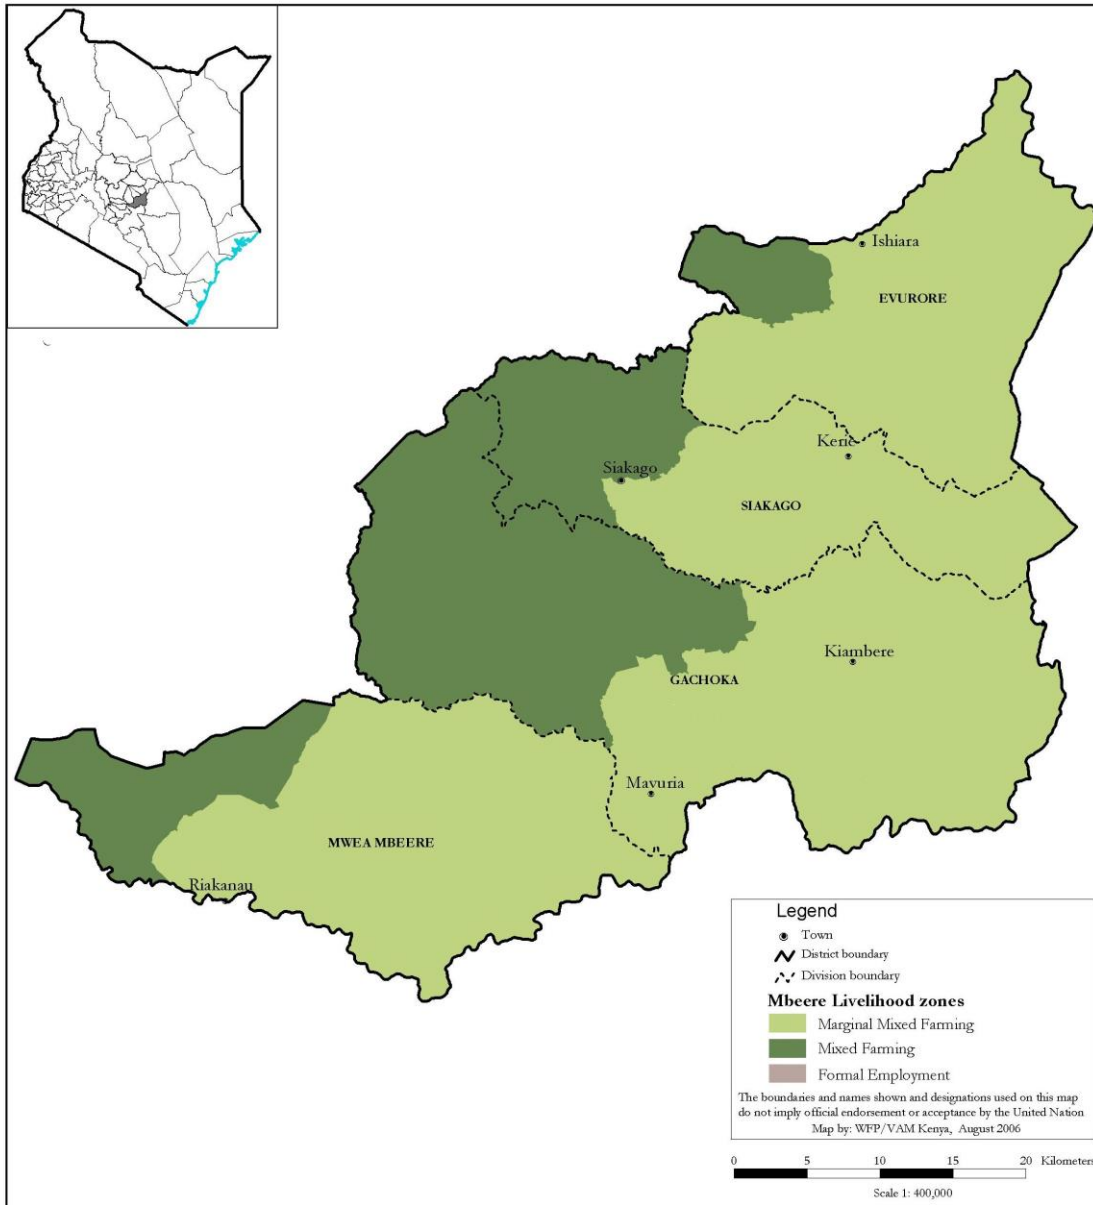 Ishiara
EVURORE
Kerie
Siakago
SIAKAGO
Kiambere
GACHOKA
Mavuria
MWEA MBEERE
Riakanau
Legend
Town
District boundary
Division boundary
Mbeere Livelihood zones
Marginal Mixed Farming
Mixed Farming
Formal Employment
The boundaries and names shown and designations used on this map
do not imply official endorsement or acceptance by the United Nation
Map by: WFP/VAM Kenya, August 2006
0 5 10 15 20 Kilometers
Scale 1: 400,000